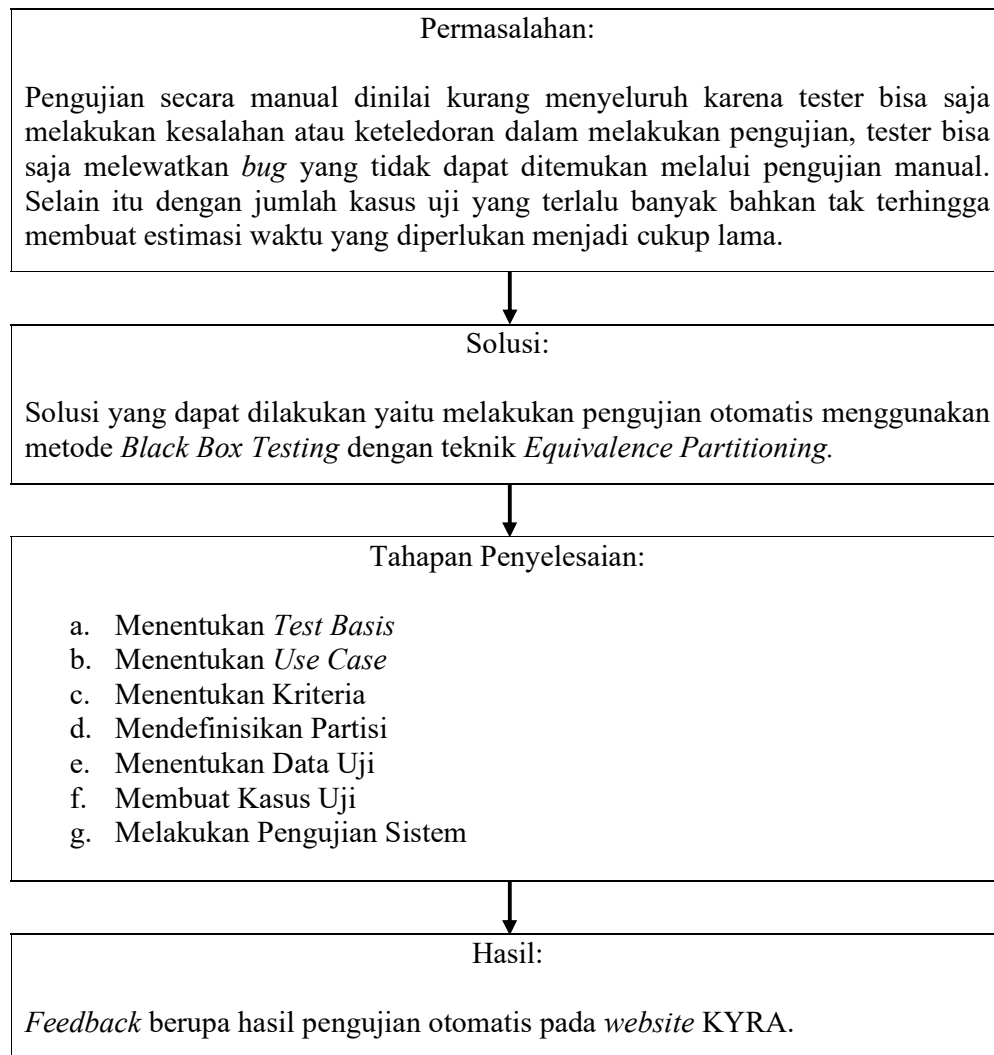 Permasalahan:
Pengujian secara manual dinilai kurang menyeluruh karena tester bisa saja
melakukan kesalahan atau keteledoran dalam melakukan pengujian, tester bisa
saja melewatkan bug yang tidak dapat ditemukan melalui pengujian manual.
Selain itu dengan jumlah kasus uji yang terlalu banyak bahkan tak terhingga
membuat estimasi waktu yang diperlukan menjadi cukup lama.
Solusi:
Solusi yang dapat dilakukan yaitu melakukan pengujian otomatis menggunakan
metode Black Box Testing dengan teknik Equivalence Partitioning.
Tahapan Penyelesaian:
a. Menentukan Test Basis
b. Menentukan Use Case
c. Menentukan Kriteria
d. Mendefinisikan Partisi
e. Menentukan Data Uji
f. Membuat Kasus Uji
g. Melakukan Pengujian Sistem
Hasil:
Feedback berupa hasil pengujian otomatis pada website KYRA.